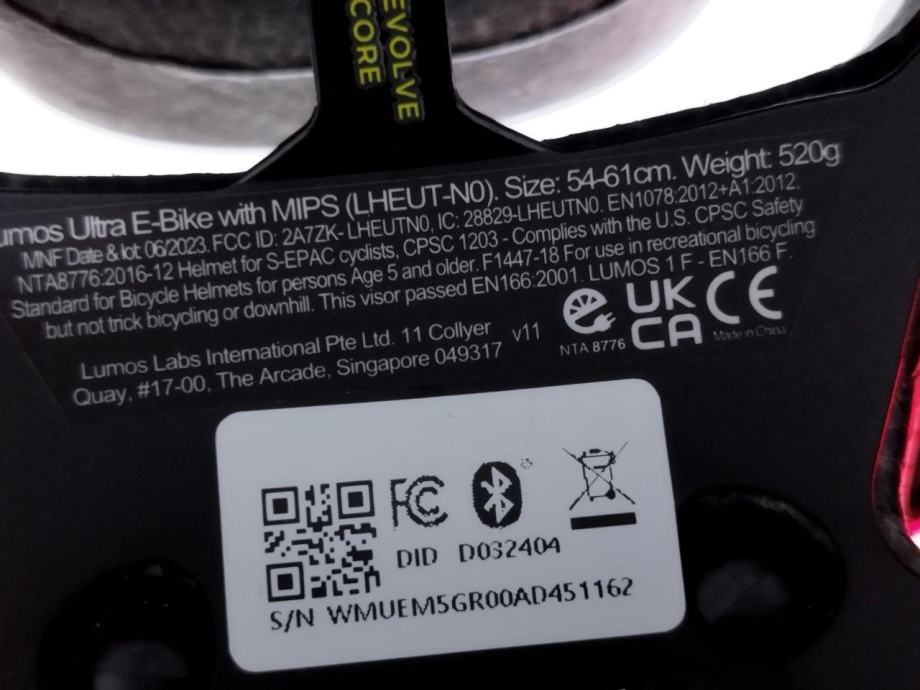 EVOLVE
CORE
umos Ultra E-Bike with MIPS (LHEUT-N0). Size: 54-61cm. Weight: 520g
MNF Date & lot: 06/2023. FCC ID: 2A7ZK- LHEUTN0, IC: 28829-LHEUTN0. EN1078:2012+A1:2012.
NTA8776:2016-12 Helmet for S-EPAC cyclists, CPSC 1203 - Complies with the U.S. CPSC Safety
Standard for Bicycle Helmets for persons Age 5 and older. F1447-18 For use in recreational bicycling
but not trick bicycling or downhill. This visor passed EN166:2001. LUMOS 1 F - EN166 F.
Lumos Labs International Pte Ltd. 11 Collyer
Quay, #17-00, The Arcade, Singapore 049317
v11
NTA 8776
UK
CA
CE
Made in China
FC
DID D032404
S/N WMUEM5GR00AD451162